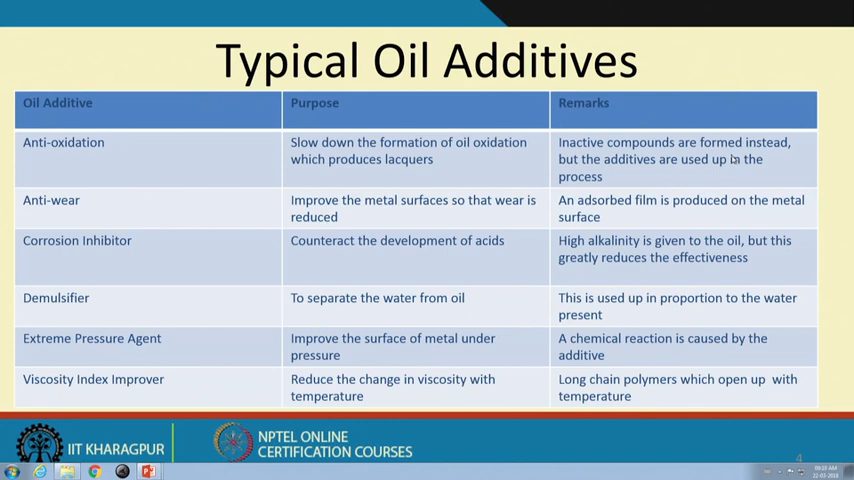 Typical Oil Additives
Oil Additive
Purpose
Remarks
Anti-oxidation
Slow down the formation of oil oxidation
which produces lacquers
Inactive compounds are formed instead,
but the additives are used up in the
process
Anti-wear
Improve the metal surfaces so that wear is
reduced
An adsorbed film is produced on the metal
surface
Corrosion Inhibitor
Counteract the development of acids
High alkalinity is given to the oil, but this
greatly reduces the effectiveness
Demulsifier
To separate the water from oil
This is used up in proportion to the water
present
Extreme Pressure Agent
Improve the surface of metal under
pressure
A chemical reaction is caused by the
additive
Viscosity Index Improver
Reduce the change in viscosity with
temperature
Long chain polymers which open up with
temperature
IIT KHARAGPUR
NPTEL ONLINE
CERTIFICATION COURSES
4